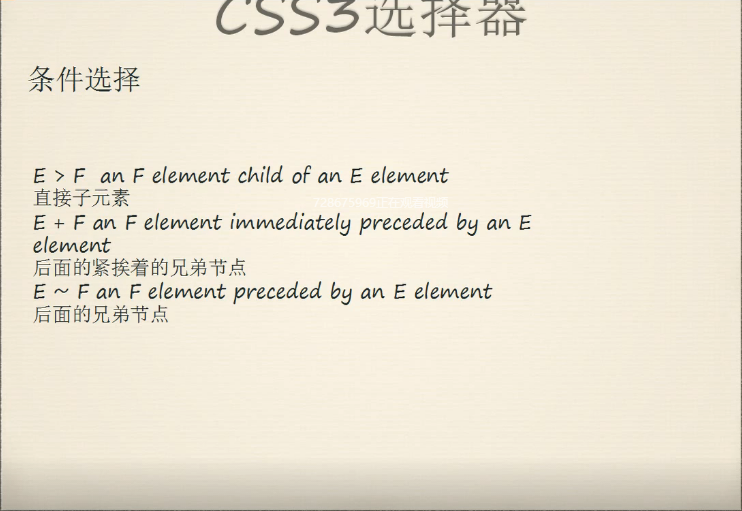 CSS3选择器
条件选择
E > F an F element child of an E element
直接子元素
E + F an F element immediately preceded by an E
element
后面的紧挨着的兄弟节点
E ~ F an F element preceded by an E element
后面的兄弟节点